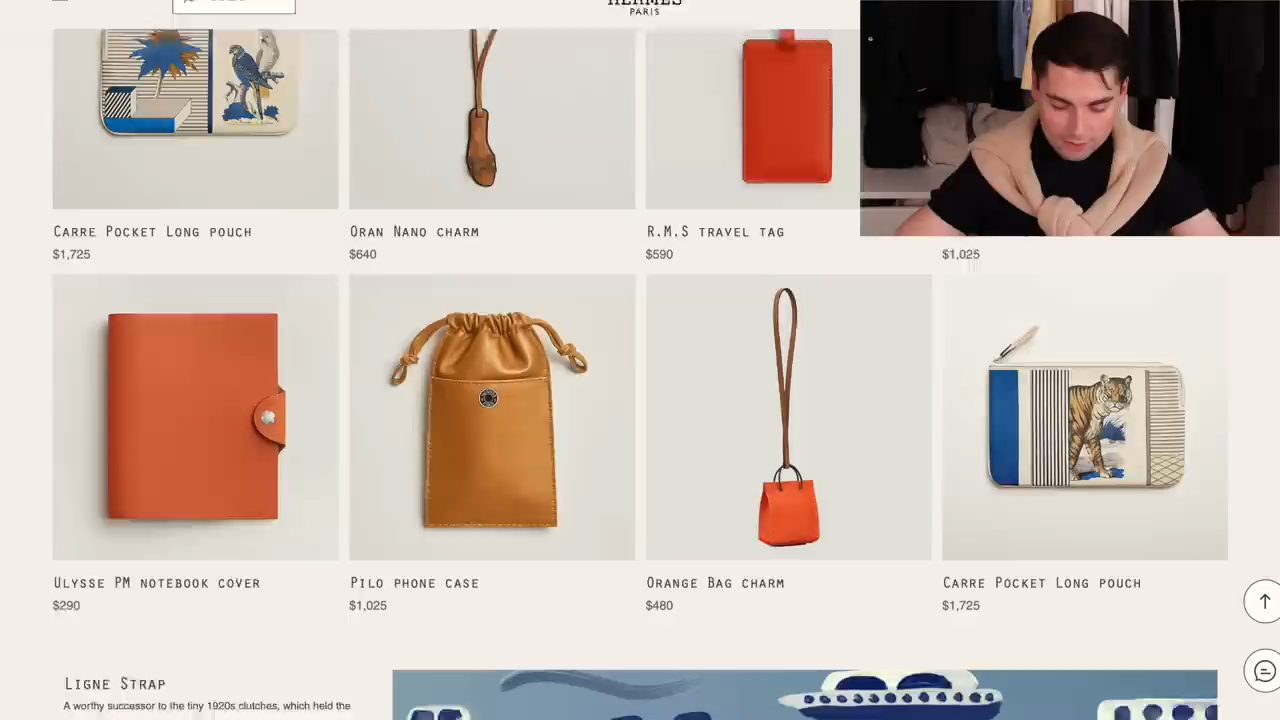 HERMÈS
PARIS
CARRE POCKET LONG POUCH
$1,725
ORAN NANO CHARM
$640
R.M.S TRAVEL TAG
$590
$1,025
ULYSSE PM NOTEBOOK COVER
$290
PILO PHONE CASE
$1,025
ORANGE BAG CHARM
$480
CARRE POCKET LONG POUCH
$1,725
LIGNE STRAP
A worthy successor to the tiny 1920s clutches, which held the